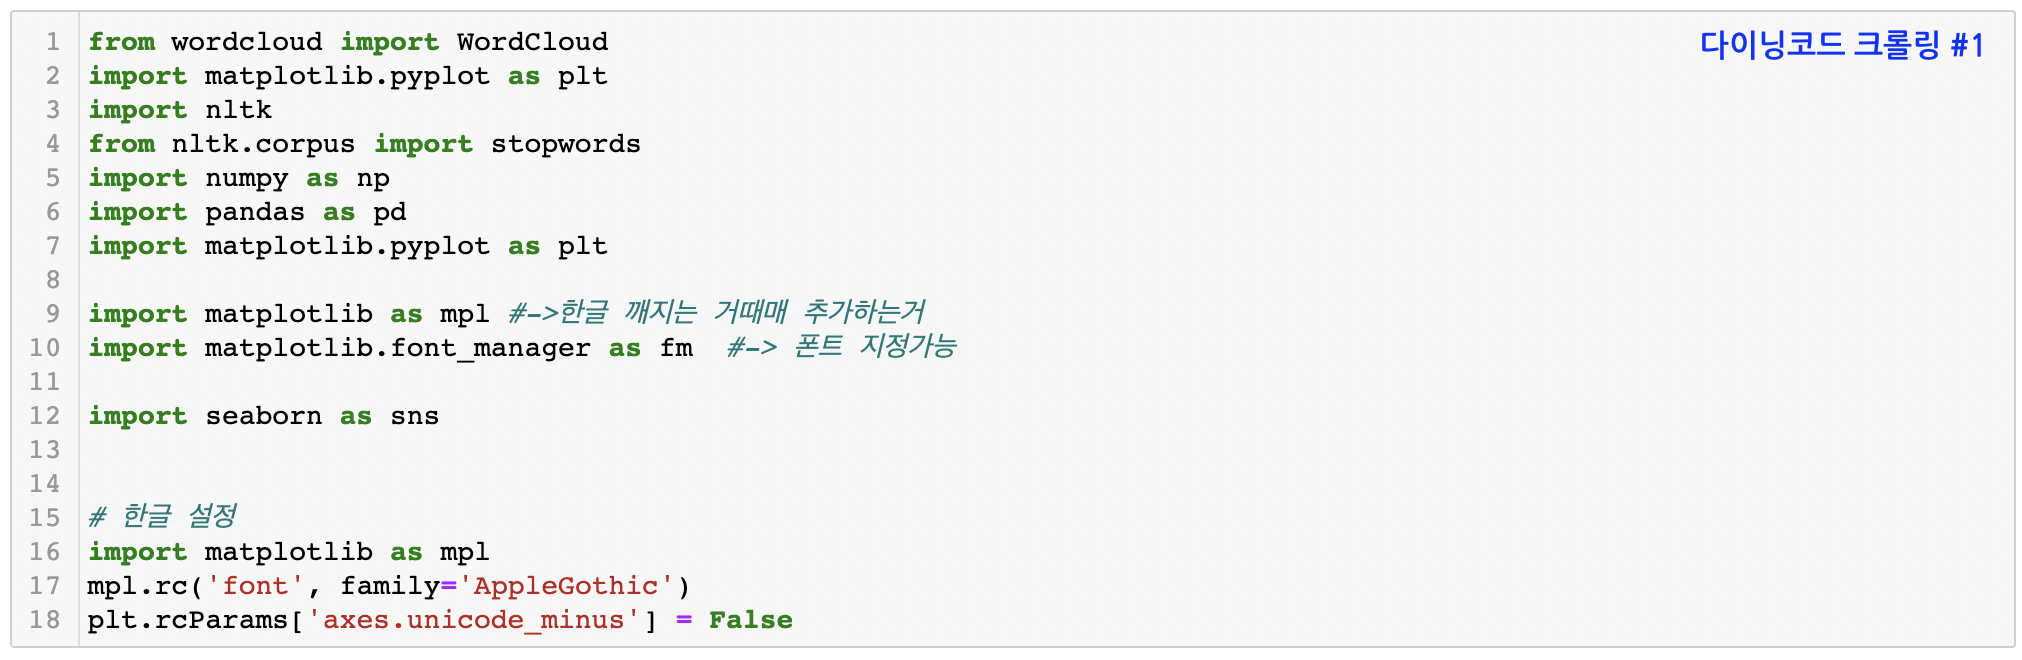 다이닝코드 크롤링 #1
1 from wordcloud import WordCloud
2 import matplotlib.pyplot as plt
3 import nltk
4 from nltk.corpus import stopwords
5 import numpy as np
6 import pandas as pd
7 import matplotlib.pyplot as plt
8
9 import matplotlib as mpl #->한글 깨지는 거때매 추가하는거
10 import matplotlib.font_manager as fm  #-> 폰트 지정가능
11
12 import seaborn as sns
13
14
15 # 한글 설정
16 import matplotlib as mpl
17 mpl.rc('font', family='AppleGothic')
18 plt.rcParams['axes.unicode_minus'] = False